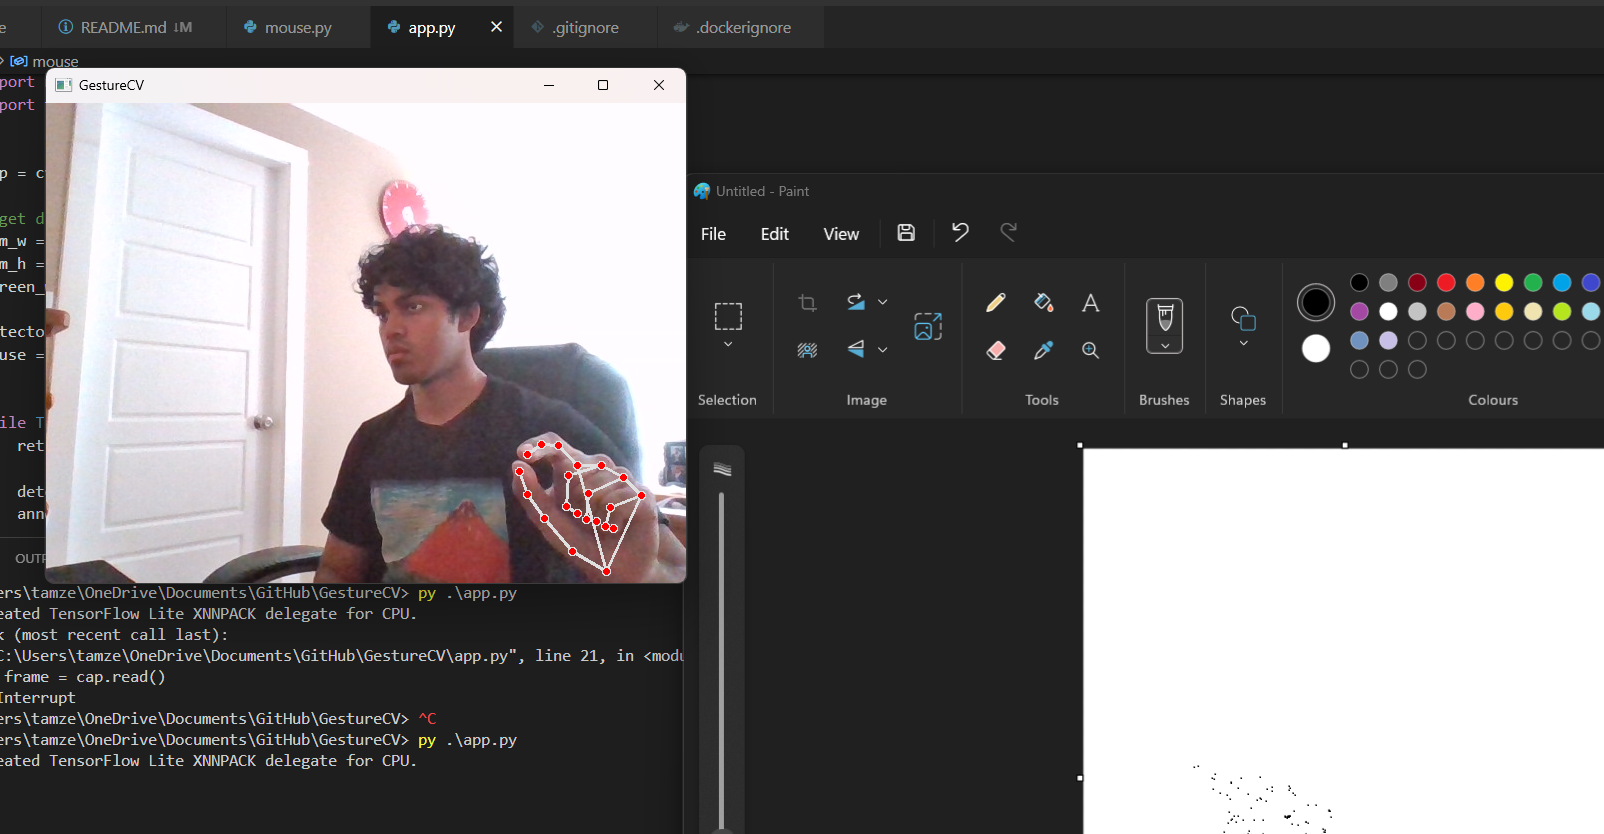 e
README.md ↓M
mouse.py
app.py
.gitignore
.dockerignore
> mouse
port
port
GestureCV
p = c
get d
m_w =
m_h =
reen_
tecto
use =
ile T
ret
det
ann
Untitled - Paint
File Edit View
Selection
Image
Tools
Brushes
Shapes
Colours
OUT
ers\tamze\OneDrive\Documents\GitHub\GestureCV> py .\app.py
eated TensorFlow Lite XNNPACK delegate for CPU.
k (most recent call last):
C:\Users\tamze\OneDrive\Documents\GitHub\GestureCV\app.py", line 21, in <modu
frame = cap.read()
Interrupt
ers\tamze\OneDrive\Documents\GitHub\GestureCV> ^C
ers\tamze\OneDrive\Documents\GitHub\GestureCV> py .\app.py
eated TensorFlow Lite XNNPACK delegate for CPU.